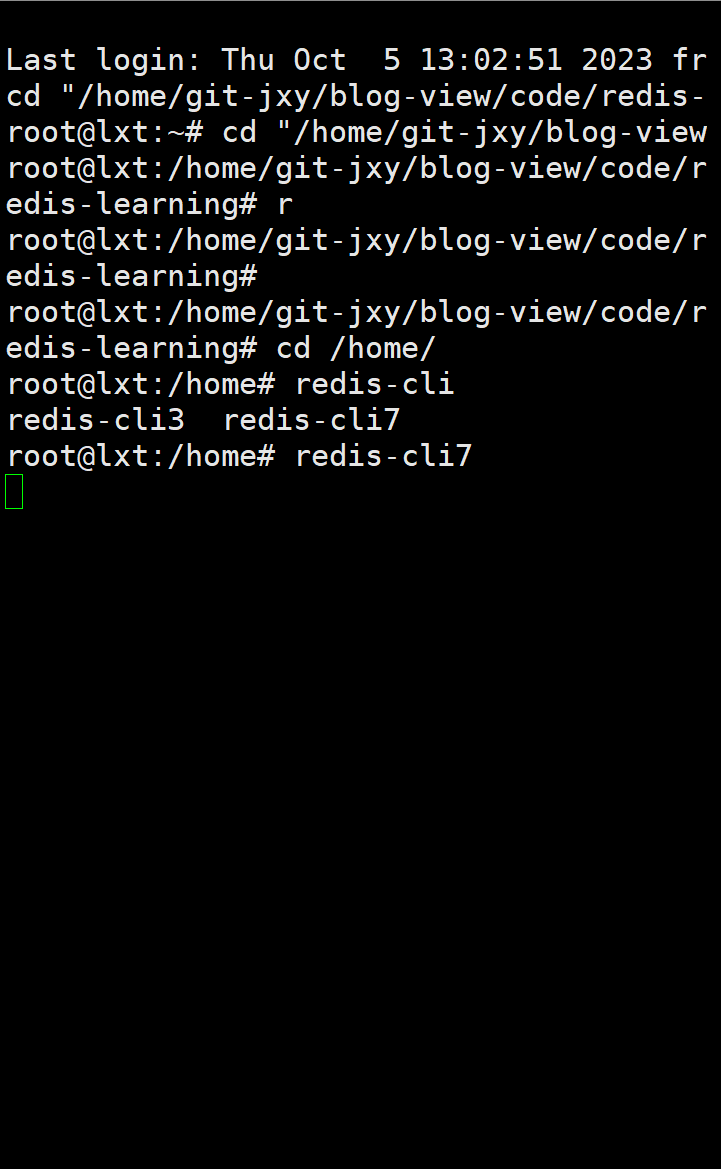 Last login: Thu Oct  5 13:02:51 2023 fr
cd "/home/git-jxy/blog-view/code/redis-
root@lxt:~# cd "/home/git-jxy/blog-view
root@lxt:/home/git-jxy/blog-view/code/r
edis-learning# r
root@lxt:/home/git-jxy/blog-view/code/r
edis-learning#
root@lxt:/home/git-jxy/blog-view/code/r
edis-learning# cd /home/
root@lxt:/home# redis-cli
redis-cli3  redis-cli7
root@lxt:/home# redis-cli7